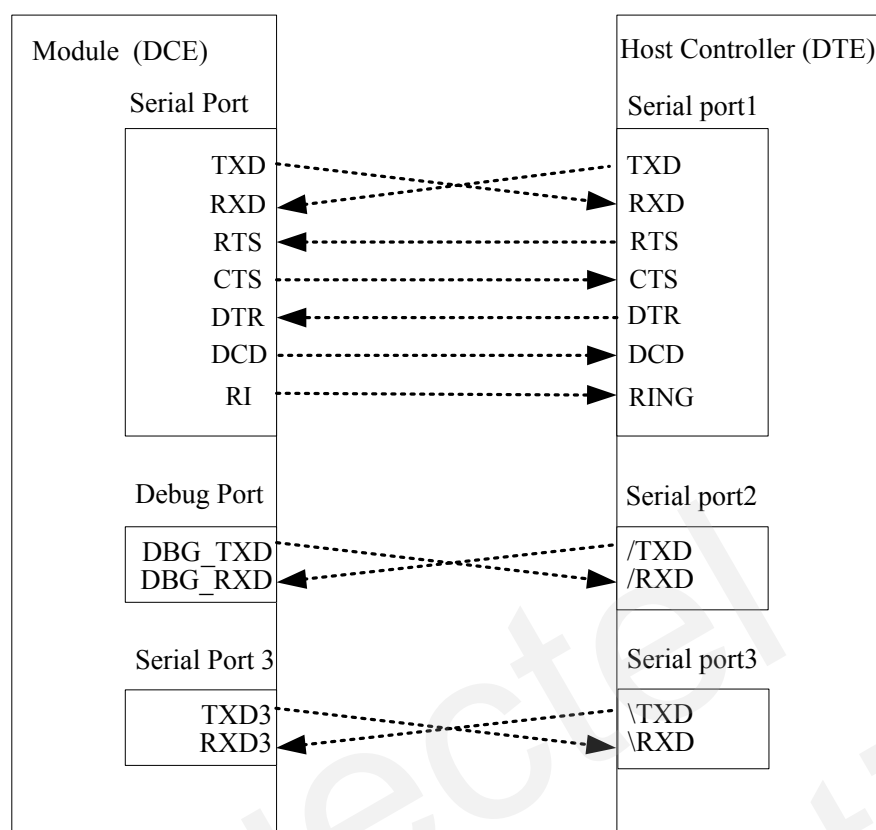 Module (DCE)
Host Controller (DTE)
Serial Port
Serial port1
TXD
TXD
RXD
RXD
RTS
RTS
CTS
CTS
DTR
DTR
DCD
DCD
RI
RING
Debug Port
Serial port2
DBG_TXD
/TXD
DBG_RXD
/RXD
Serial Port 3
Serial port3
TXD3
\TXD
RXD3
\RXD